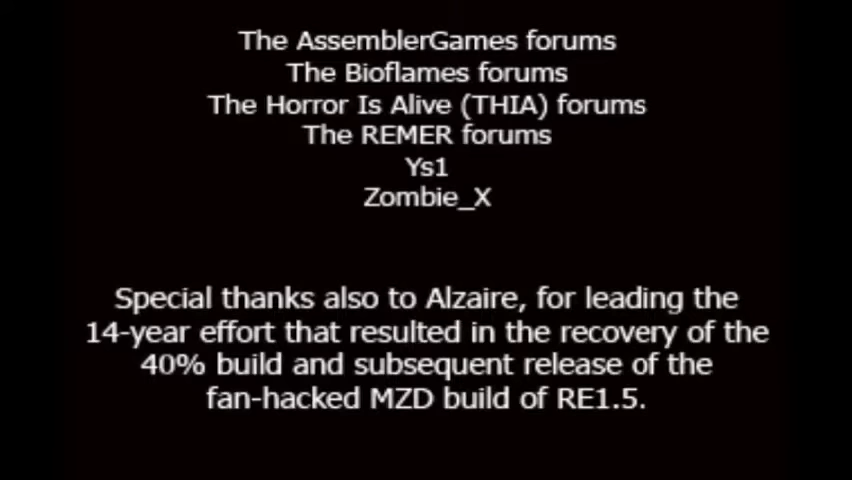 The AssemblerGames forums
The Bioflames forums
The Horror Is Alive (THIA) forums
The REMER forums
Ys1
Zombie_X
Special thanks also to Alzaire, for leading the
14-year effort that resulted in the recovery of the
40% build and subsequent release of the
fan-hacked MZD build of RE1.5.